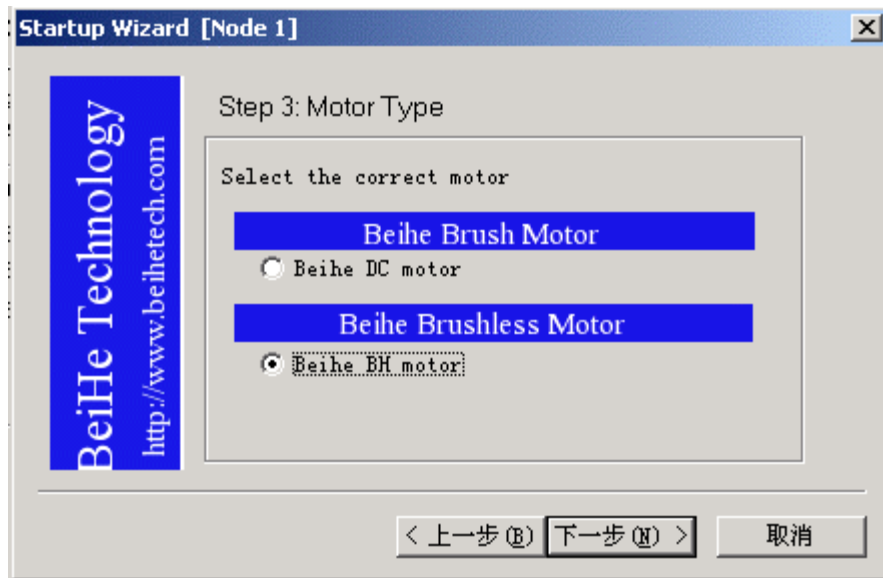 Startup Wizard [Node 1]
BeiHe Technology
http://www.beihetech.com
Step 3: Motor Type
Select the correct motor
Beihe Brush Motor
Beihe DC motor
Beihe Brushless Motor
Beihe BH motor
< 上一步(B)
下一步(N) >
取消